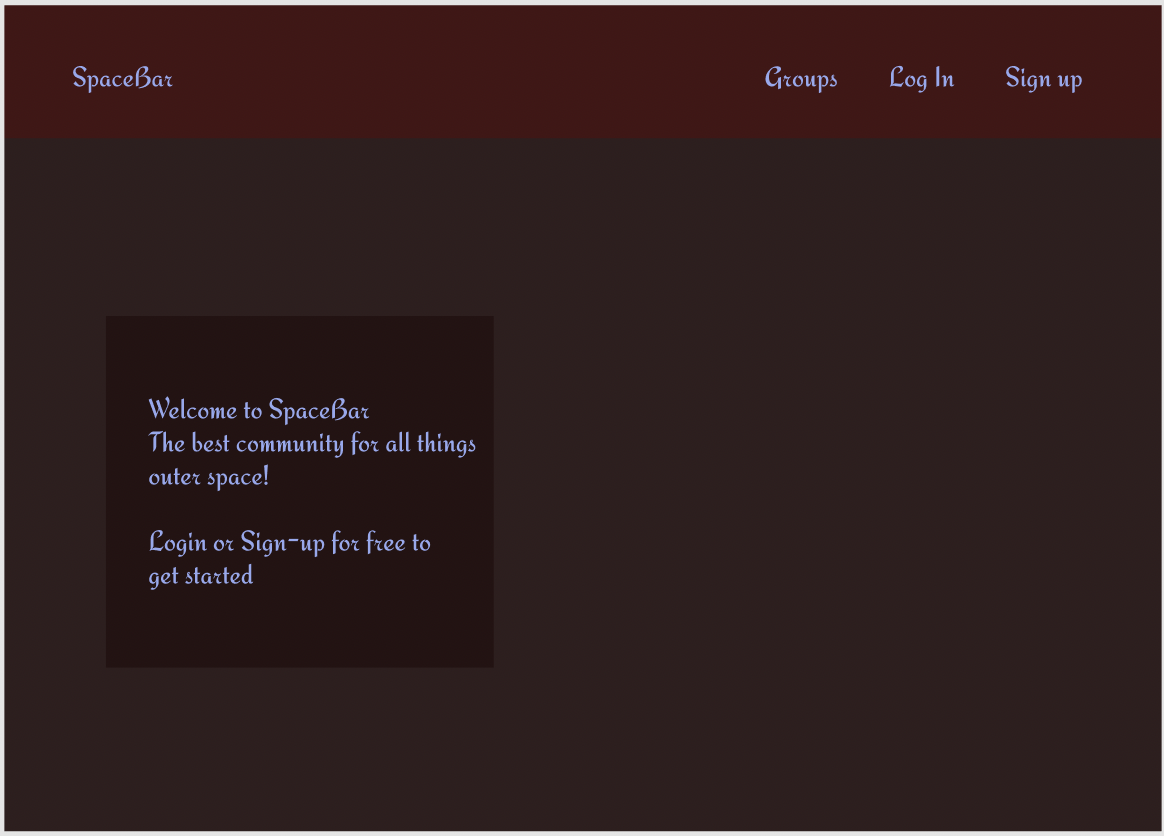 SpaceBar
Groups
Log In
Sign up
Welcome to SpaceBar
The best community for all things
outer space!
Login or Sign-up for free to
get started